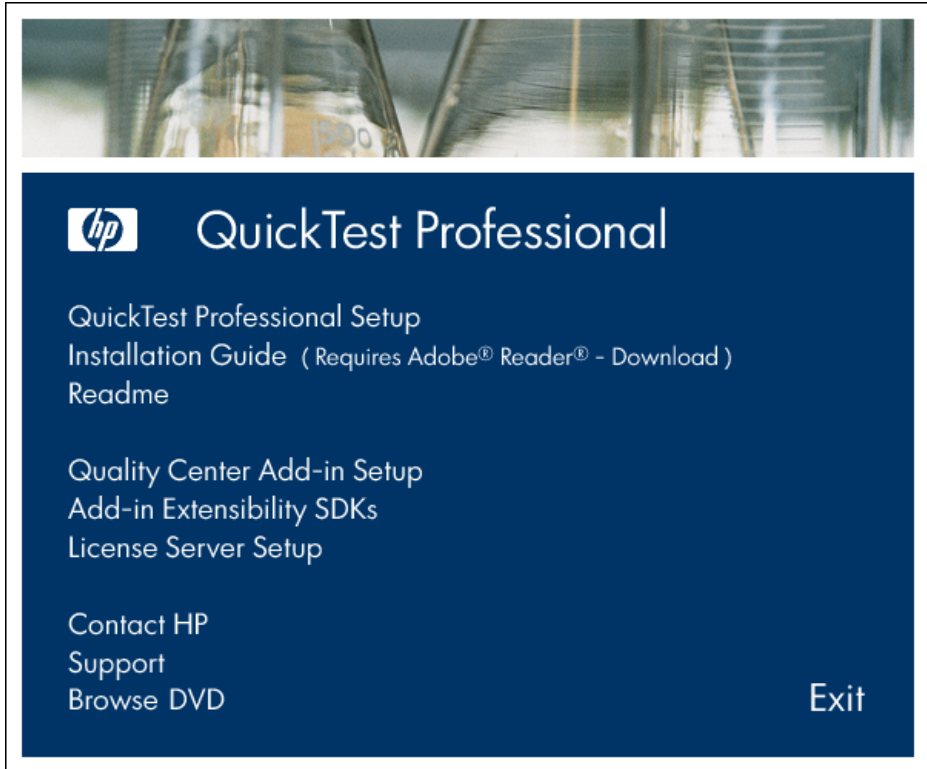 500
hp
QuickTest Professional
QuickTest Professional Setup
Installation Guide ( Requires Adobe® Reader® - Download )
Readme
Quality Center Add-in Setup
Add-in Extensibility SDKs
License Server Setup
Contact HP
Support
Browse DVD
Exit